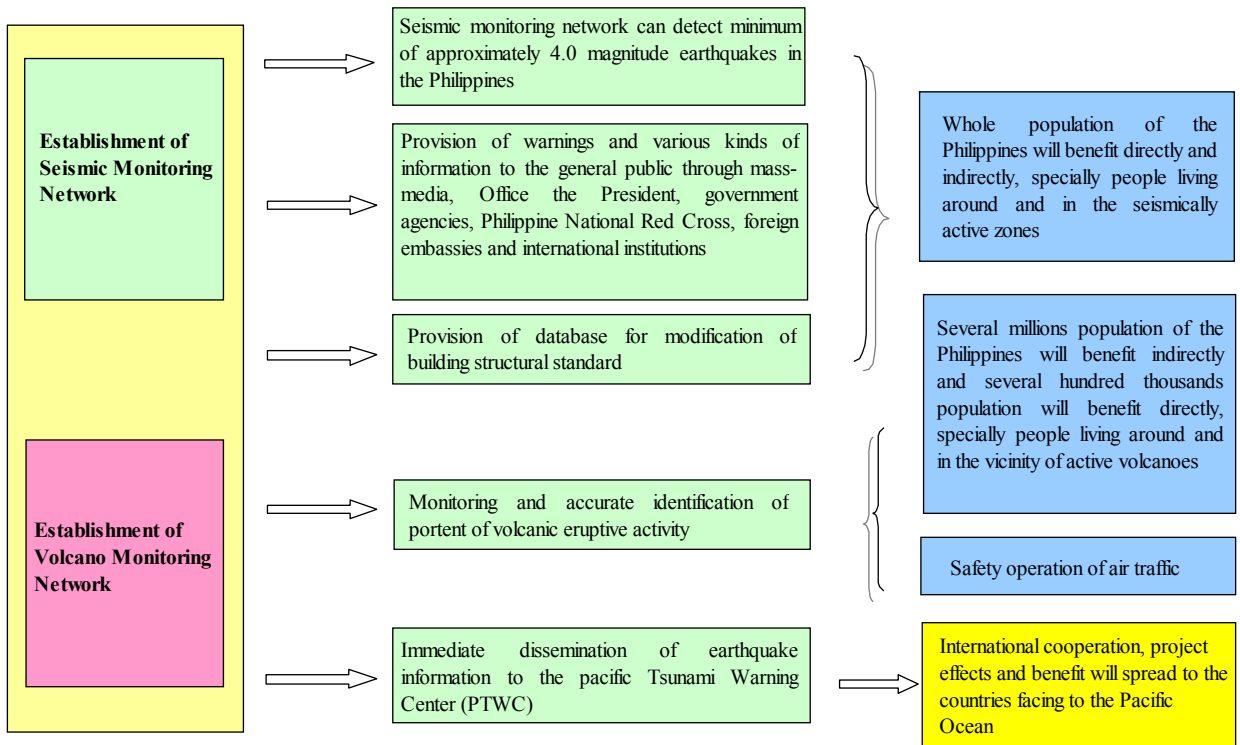 Establishment of
Seismic Monitoring
Network
Establishment of
Volcano Monitoring
Network
Seismic monitoring network can detect minimum
of approximately 4.0 magnitude earthquakes in
the Philippines
Provision of warnings and various kinds of
information to the general public through mass-
media, Office the President, government
agencies, Philippine National Red Cross, foreign
embassies and international institutions
Provision of database for modification of
building structural standard
Monitoring and accurate identification of
portent of volcanic eruptive activity
Immediate dissemination of earthquake
information to the pacific Tsunami Warning
Center (PTWC)
Whole population of the
Philippines will benefit directly and
indirectly, specially people living
around and in the seismically
active zones
Several millions population of the
Philippines will benefit indirectly
and several hundred thousands
population will benefit directly,
specially people living around and
in the vicinity of active volcanoes
Safety operation of air traffic
International cooperation, project
effects and benefit will spread to the
countries facing to the Pacific
Ocean